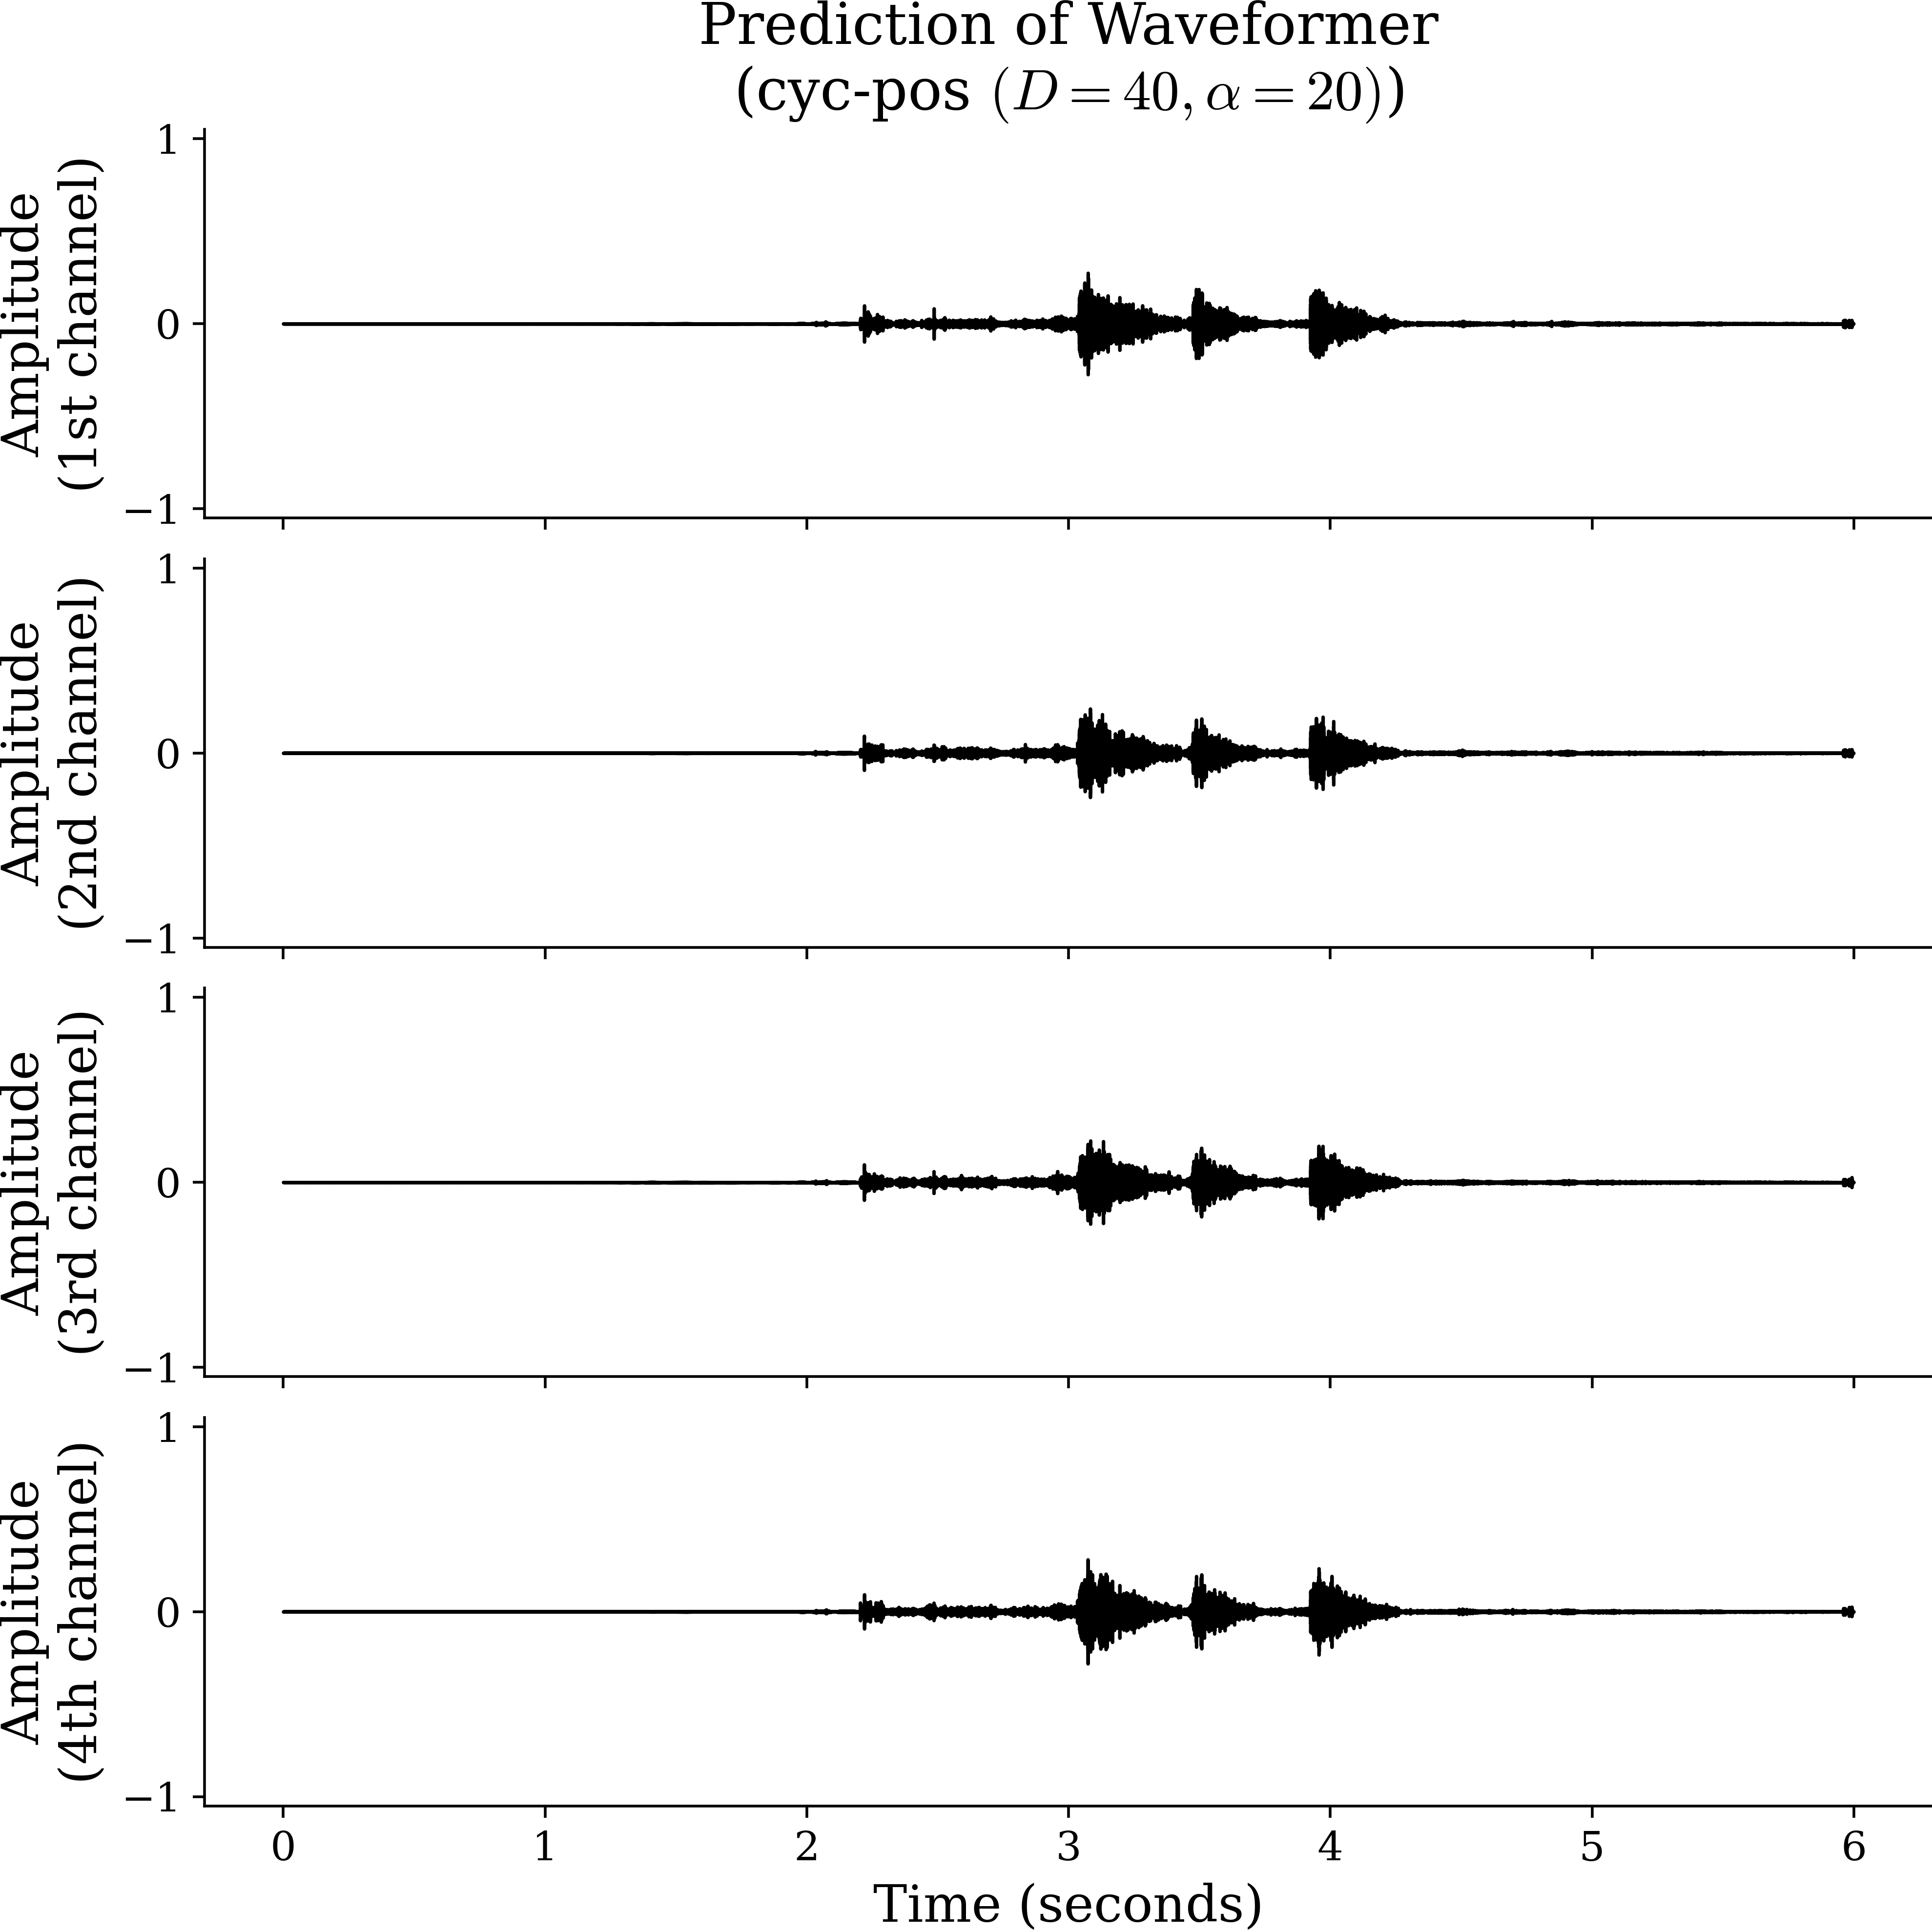 Prediction of Waveformer
(cyc-pos (D = 40, α = 20))
Amplitude
(1st channel)
1
0
−1
Amplitude
(2nd channel)
1
0
−1
Amplitude
(3rd channel)
1
0
−1
Amplitude
(4th channel)
1
0
−1
0 1 2 3 4 5 6
Time (seconds)